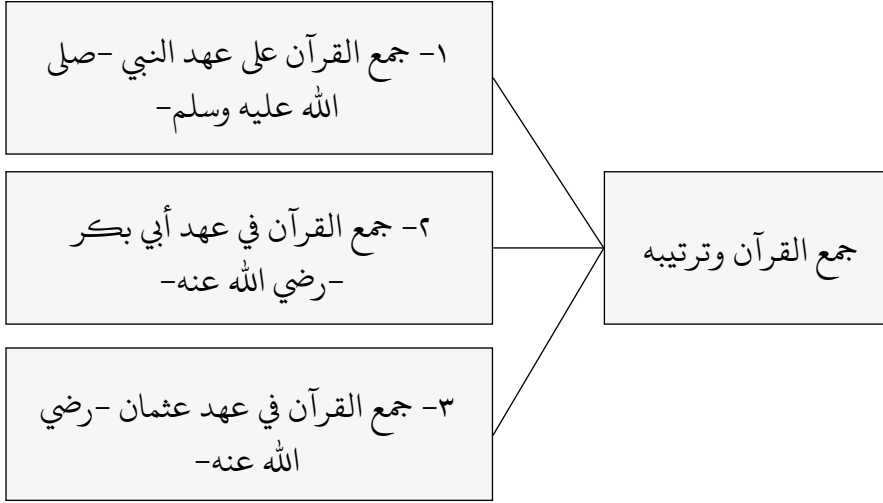 جمع القرآن وترتيبه
١- جمع القرآن على عهد النبي -صلى
الله عليه وسلم-
٢- جمع القرآن في عهد أبي بكر
-رضي الله عنه-
٣- جمع القرآن في عهد عثمان -رضي
الله عنه-